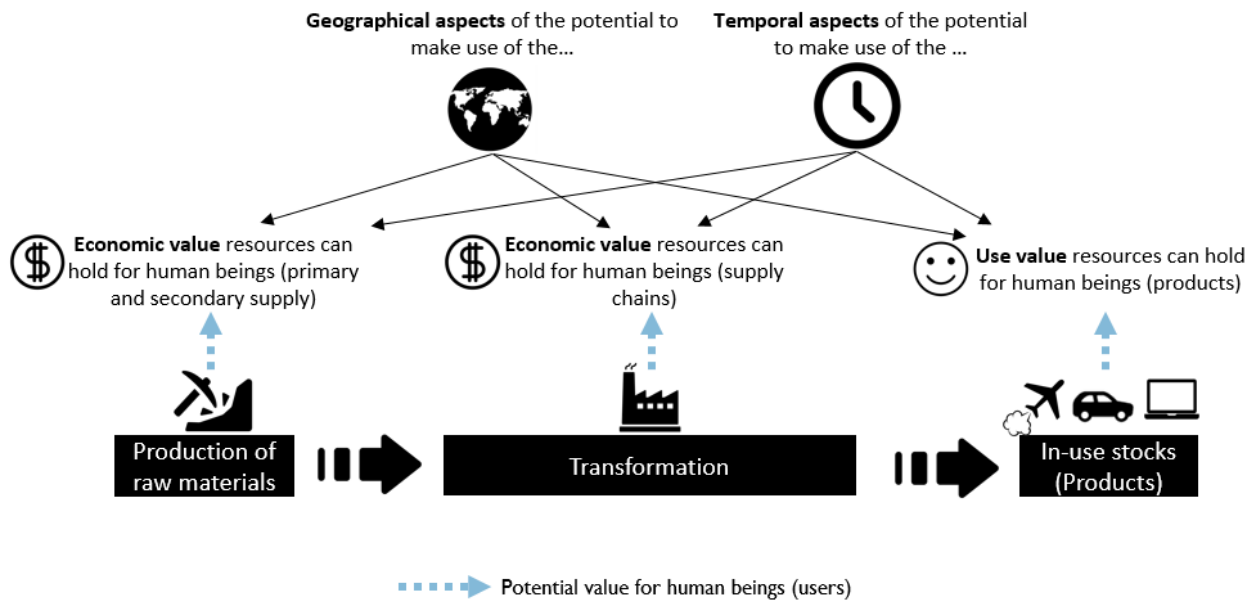 Geographical aspects of the potential to
make use of the...
Temporal aspects of the potential
to make use of the ...
Economic value resources can
hold for human beings (primary
and secondary supply)
Economic value resources can
hold for human beings (supply
chains)
Use value resources can hold
for human beings (products)
Production of
raw materials
Transformation
In-use stocks
(Products)
Potential value for human beings (users)